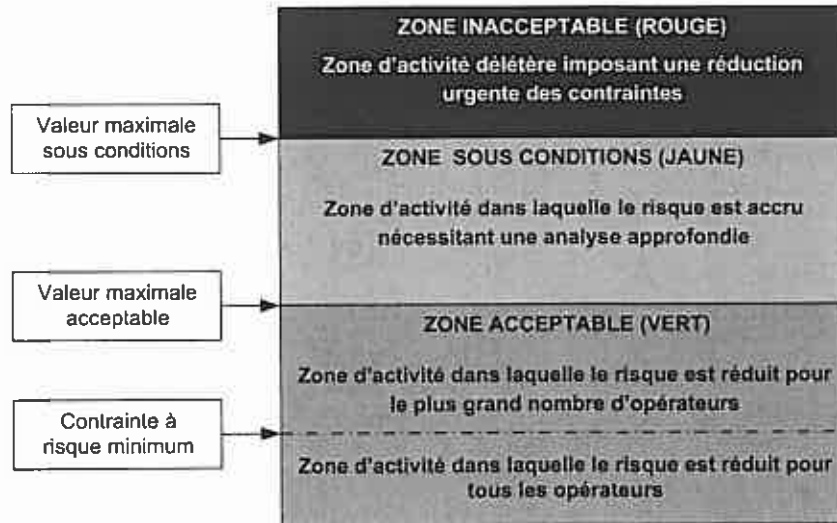 ZONE INACCEPTABLE (ROUGE)
Zone d'activité délétère imposant une réduction
urgente des contraintes
Valeur maximale
sous conditions
ZONE SOUS CONDITIONS (JAUNE)
Zone d'activité dans laquelle le risque est accru
nécessitant une analyse approfondie
Valeur maximale
acceptable
ZONE ACCEPTABLE (VERT)
Zone d'activité dans laquelle le risque est réduit pour
le plus grand nombre d'opérateurs
Contrainte à
risque minimum
Zone d'activité dans laquelle le risque est réduit pour
tous les opérateurs